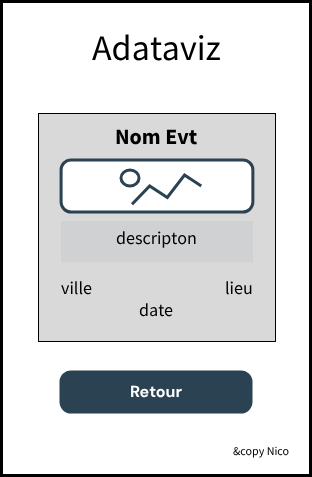 Adataviz
Nom Evt
descripton
ville lieu
date
Retour
&copy Nico